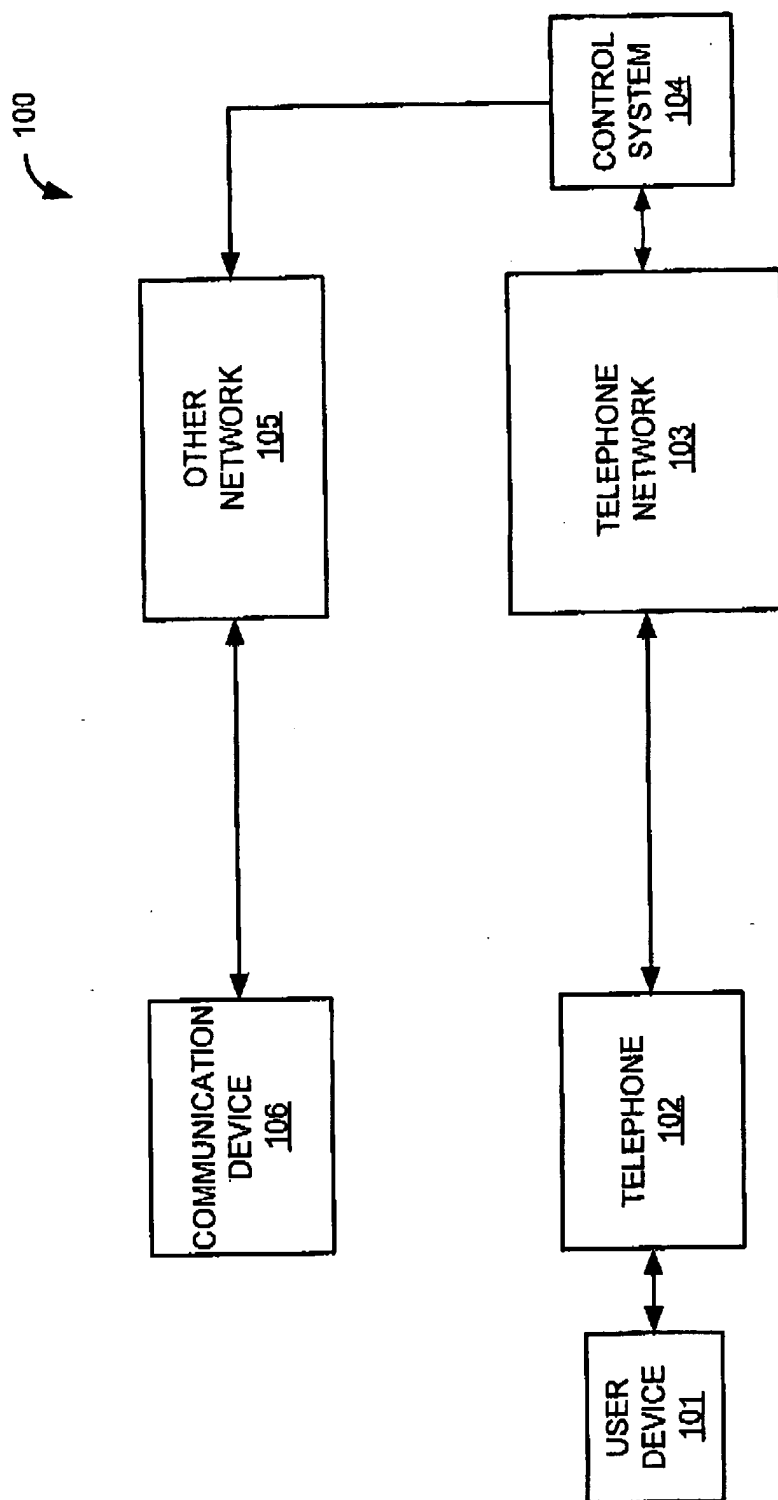 100
COMMUNICATION
DEVICE
106
OTHER
NETWORK
105
USER
DEVICE
101
TELEPHONE
102
TELEPHONE
NETWORK
103
CONTROL
SYSTEM
104